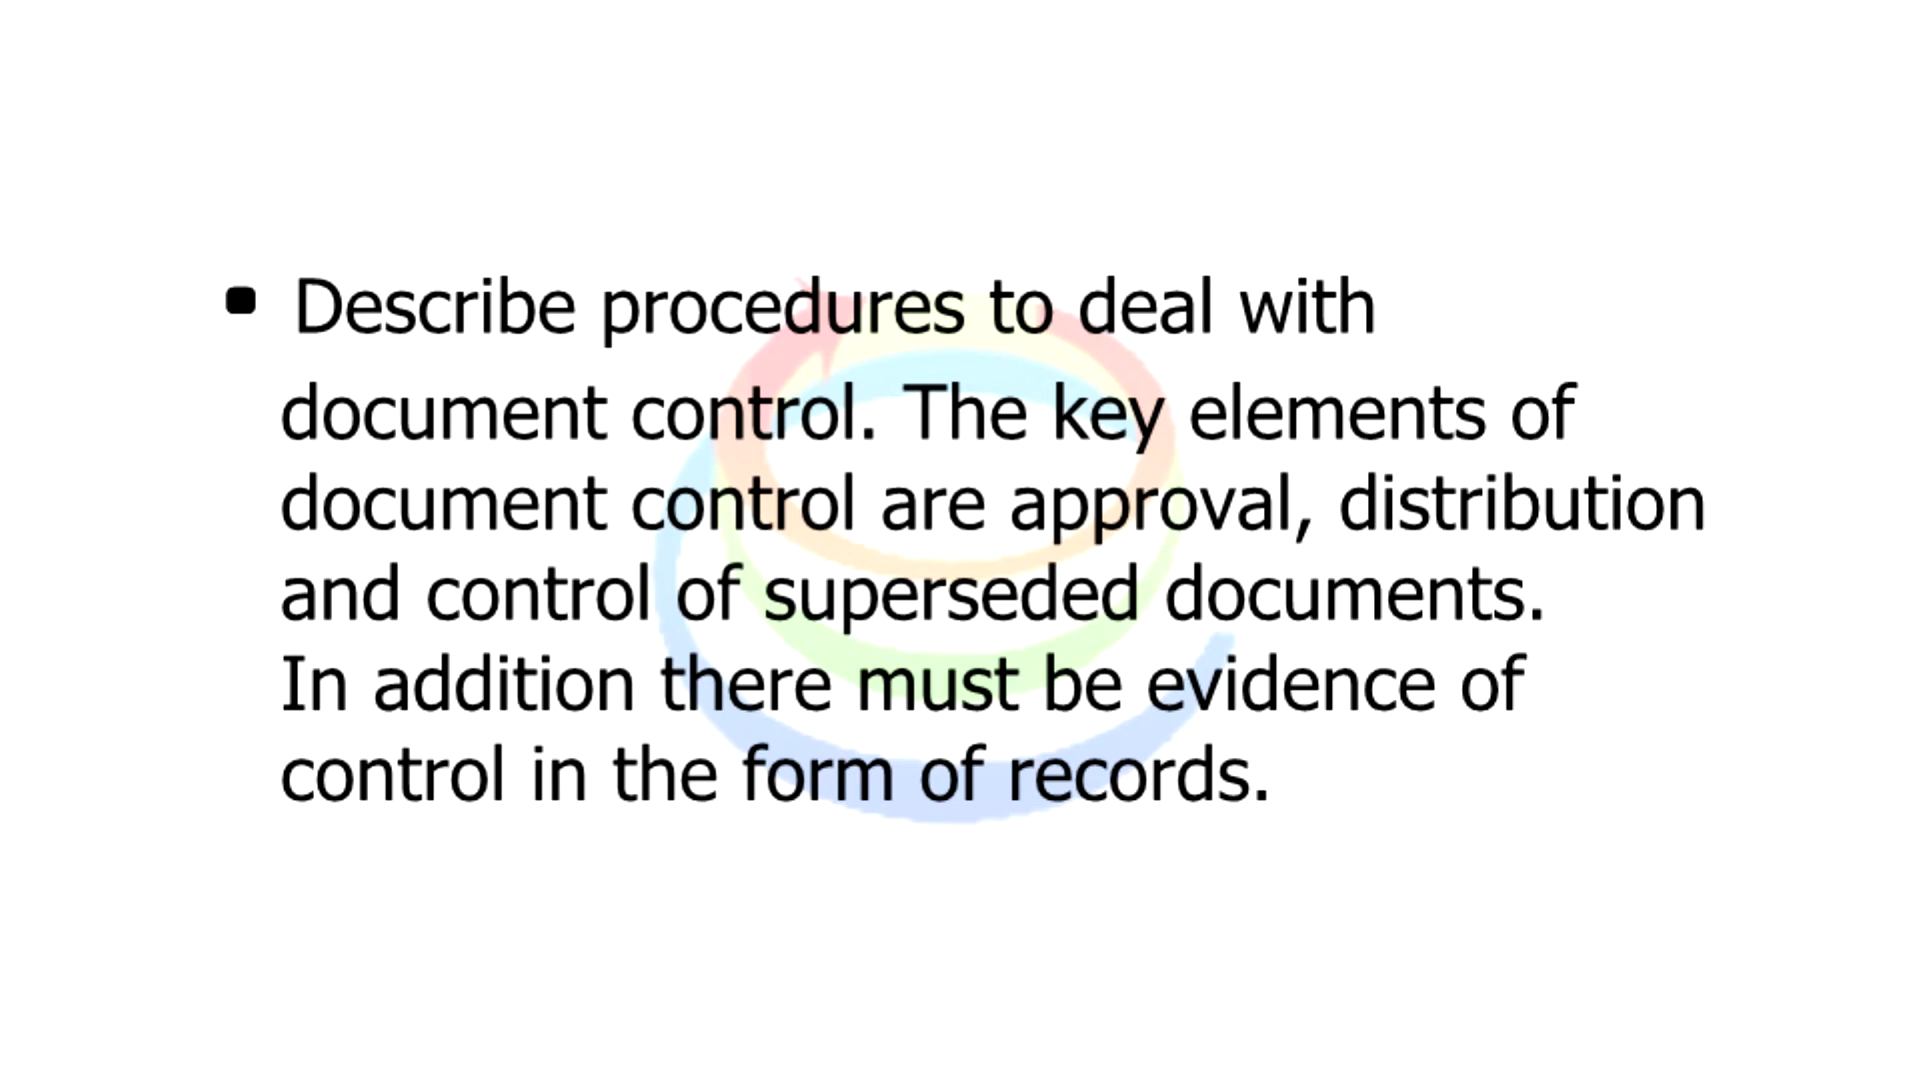 ▪ Describe procedures to deal with
document control. The key elements of
document control are approval, distribution
and control of superseded documents.
In addition there must be evidence of
control in the form of records.